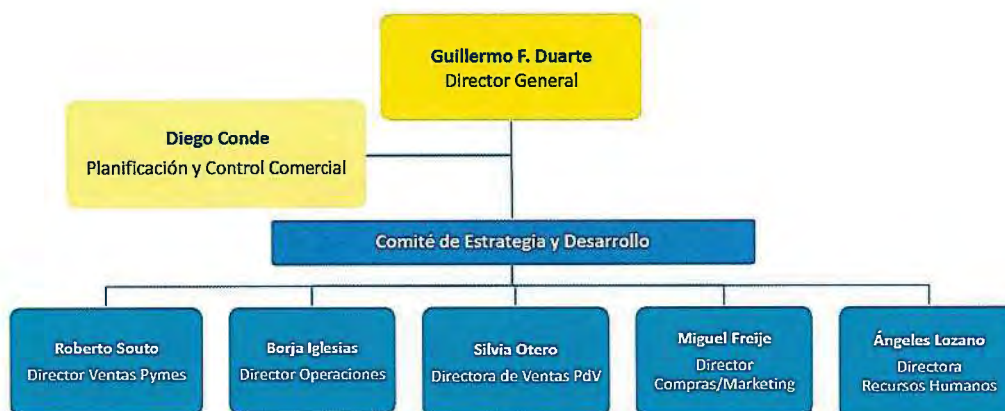 Guillermo F. Duarte
Director General
Diego Conde
Planificación y Control Comercial
Comité de Estrategia y Desarrollo
Roberto Souto
Director Ventas Pymes
Borja Iglesias
Director Operaciones
Silvia Otero
Directora de Ventas PdV
Miguel Freije
Director
Compras/Marketing
Ángeles Lozano
Directora
Recursos Humanos